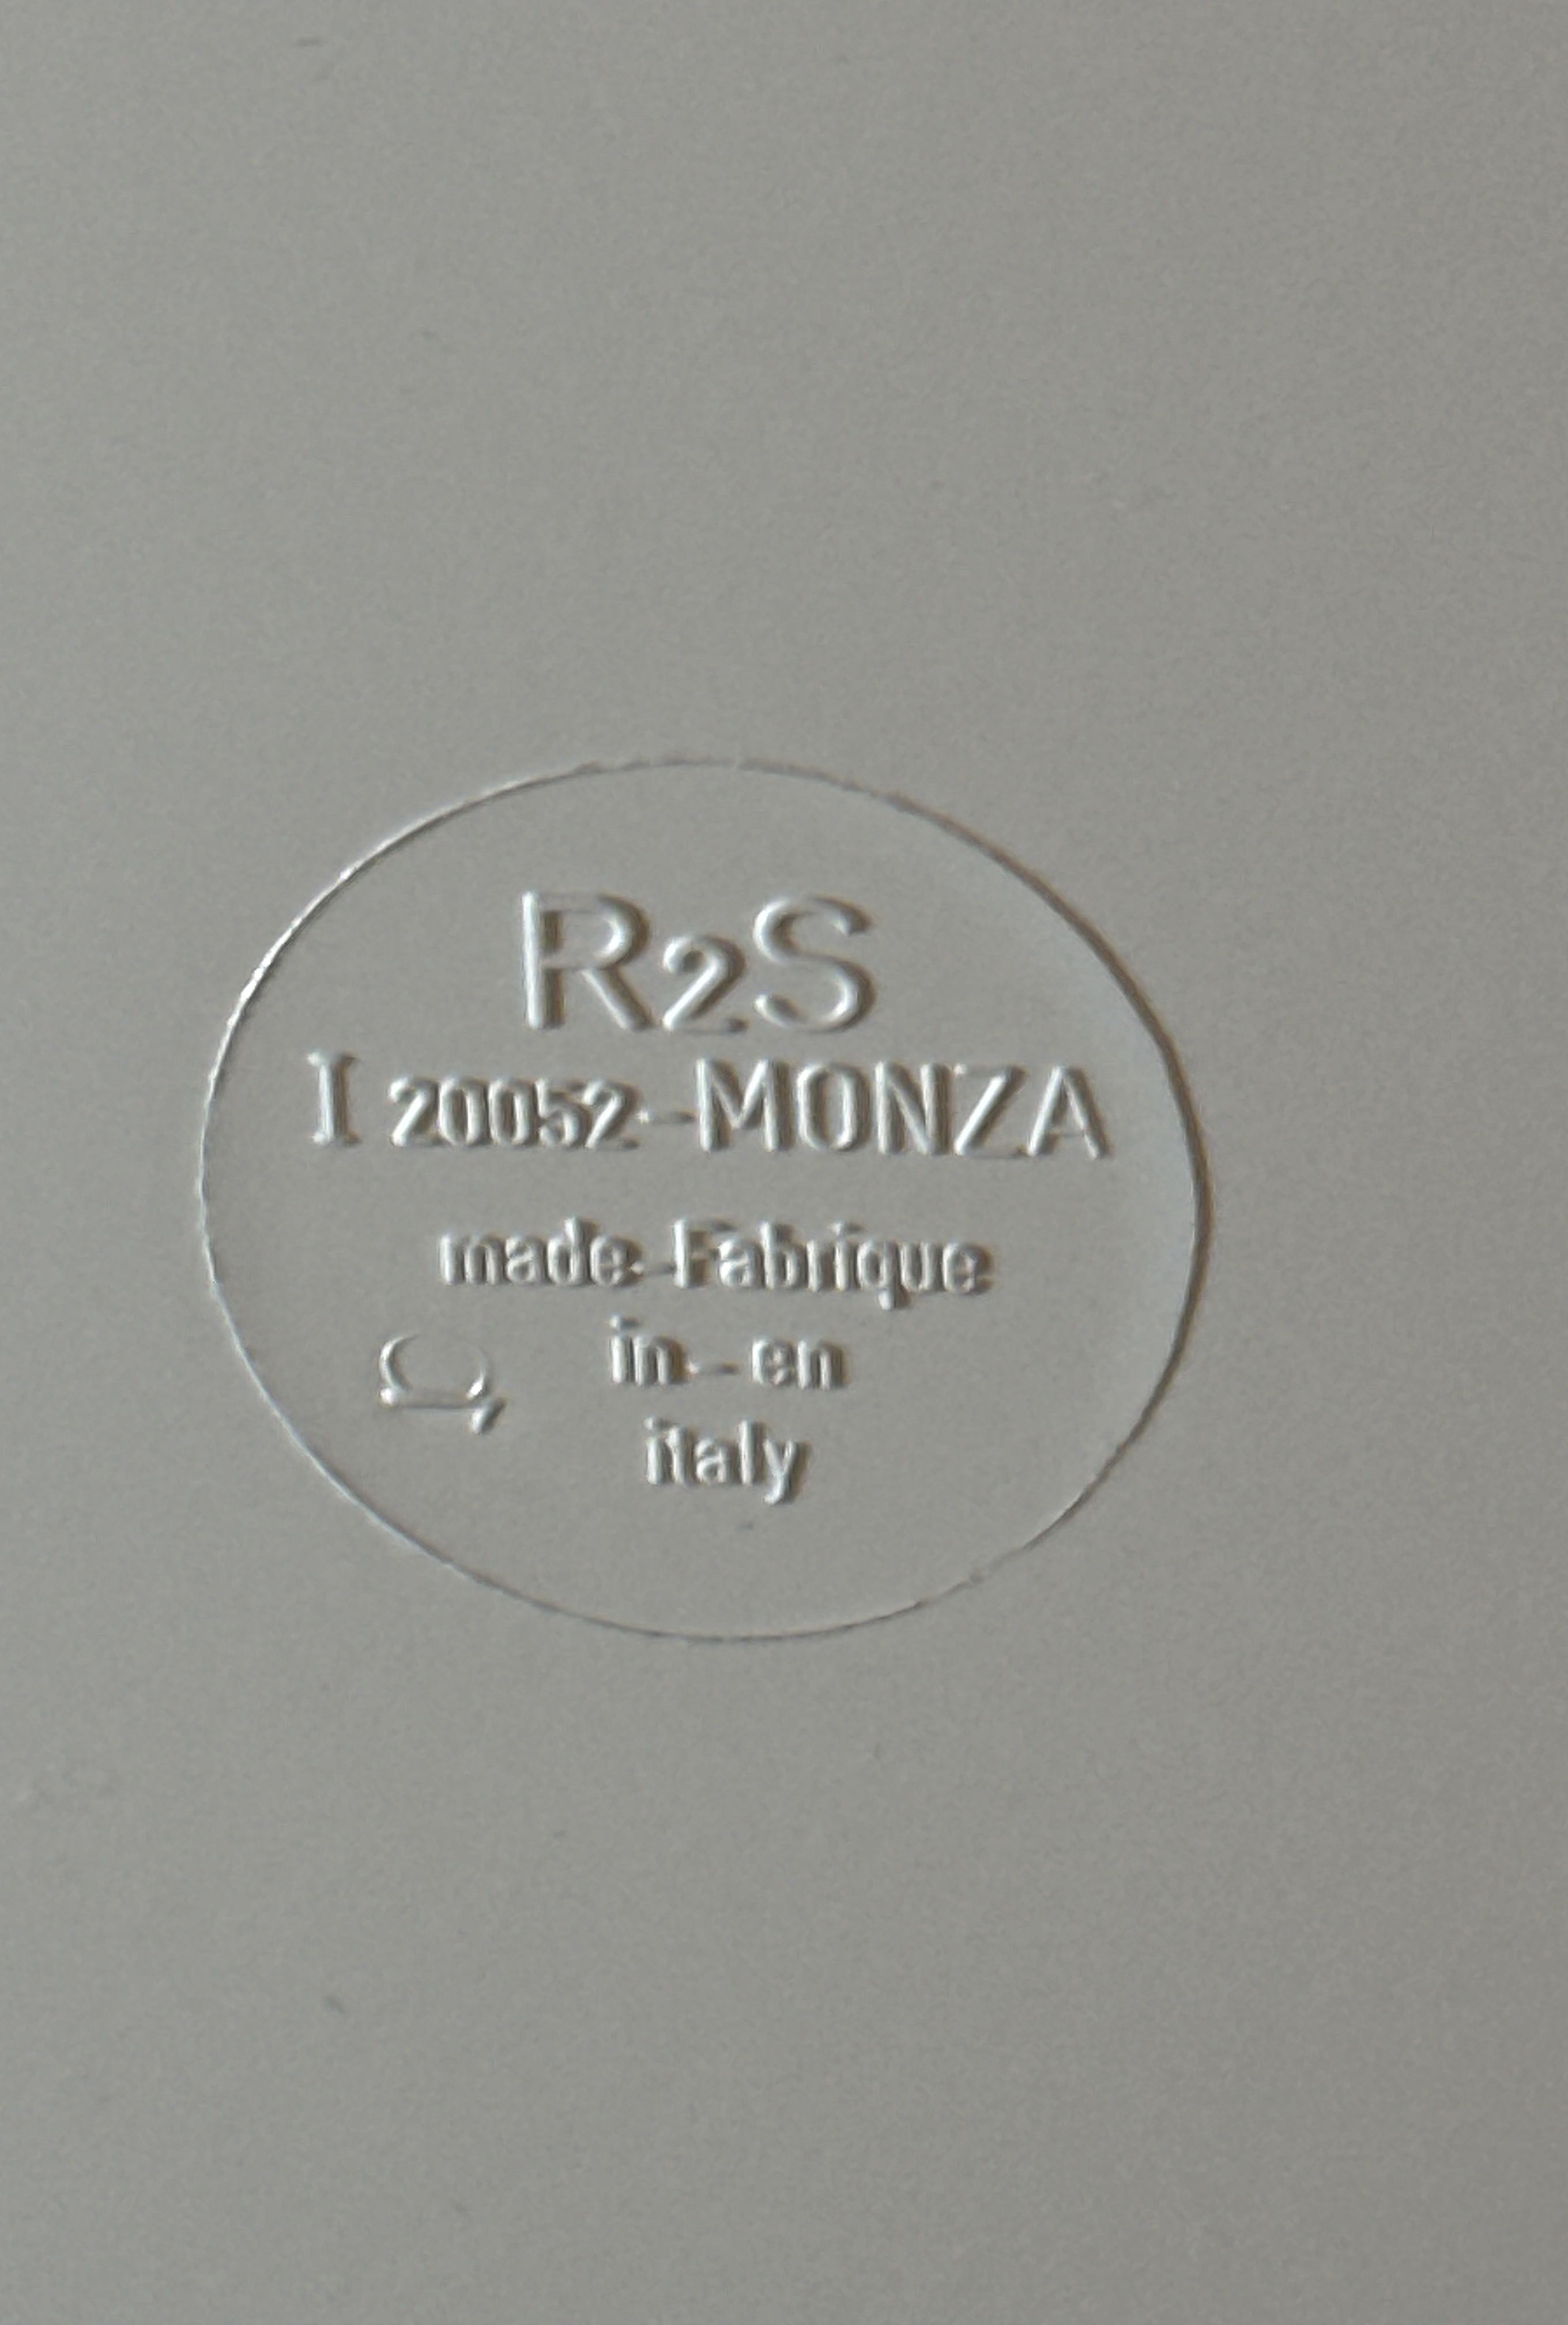 R2S
I 20052-MONZA
made-Fabrique
in-en
italy